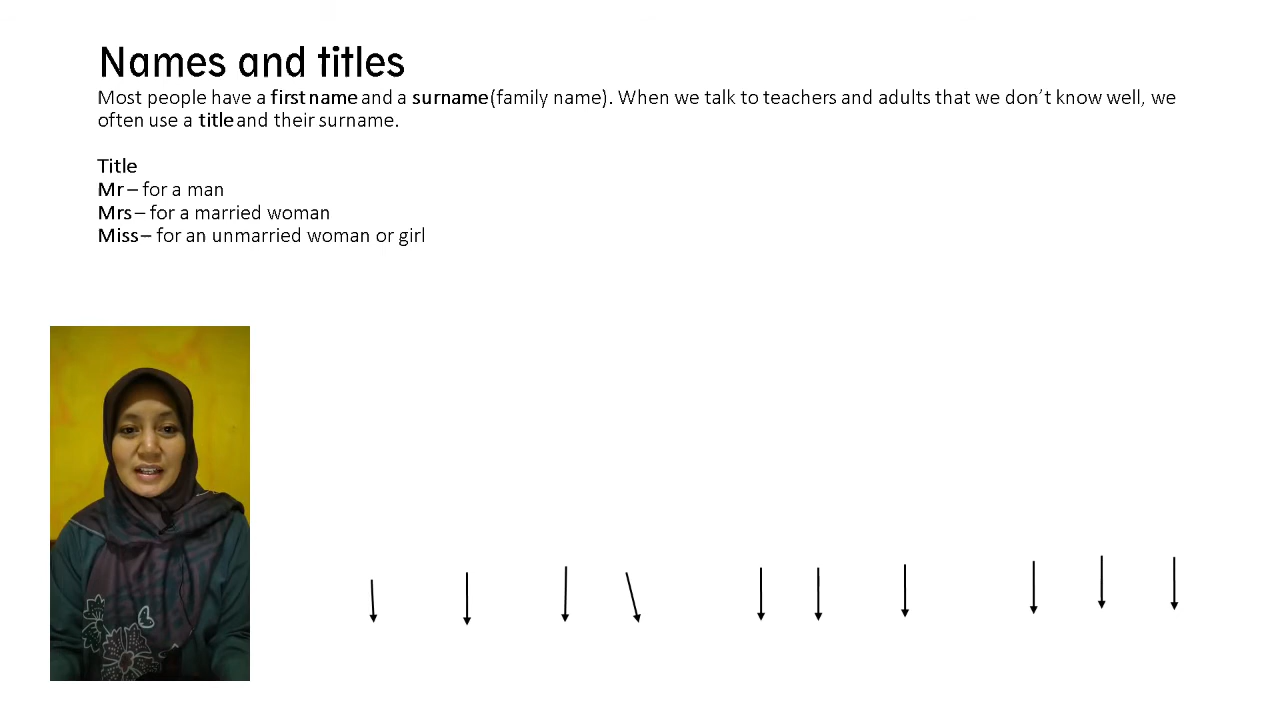 Names and titles
Most people have a first name and a surname (family name). When we talk to teachers and adults that we don't know well, we
often use a title and their surname.
Title
Mr – for a man
Mrs – for a married woman
Miss – for an unmarried woman or girl